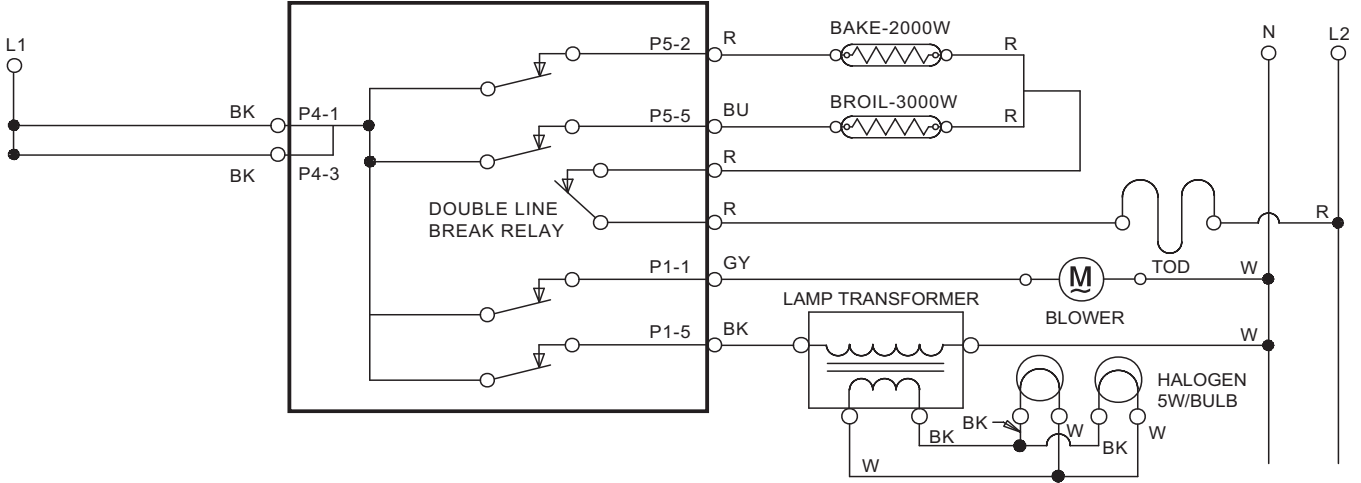 L1
N
L2
P5-2
R
BAKE-2000W
R
BK
P4-1
P5-5
BU
BROIL-3000W
R
BK
P4-3
R
DOUBLE LINE
BREAK RELAY
R
R
TOD
P1-1
GY
M
BLOWER
W
LAMP TRANSFORMER
P1-5
BK
W
HALOGEN
5W/BULB
BK
BK
W
BK
W
W